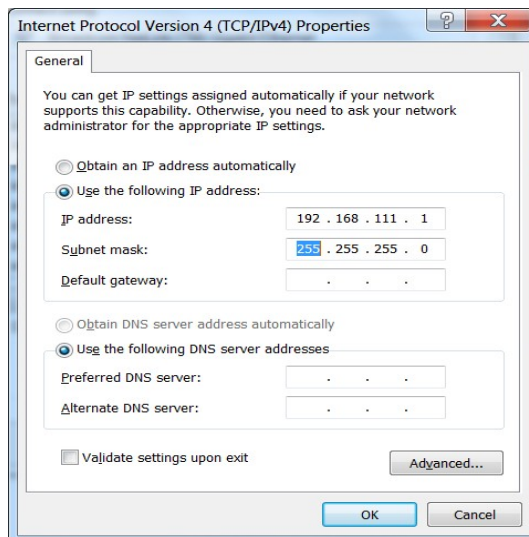 Internet Protocol Version 4 (TCP/IPv4) Properties
General
You can get IP settings assigned automatically if your network
supports this capability. Otherwise, you need to ask your network
administrator for the appropriate IP settings.
Obtain an IP address automatically
Use the following IP address:
IP address: 192 . 168 . 111 . 1
Subnet mask: 255 . 255 . 255 . 0
Default gateway: . . .
Obtain DNS server address automatically
Use the following DNS server addresses
Preferred DNS server: . . .
Alternate DNS server: . . .
Validate settings upon exit
Advanced...
OK Cancel